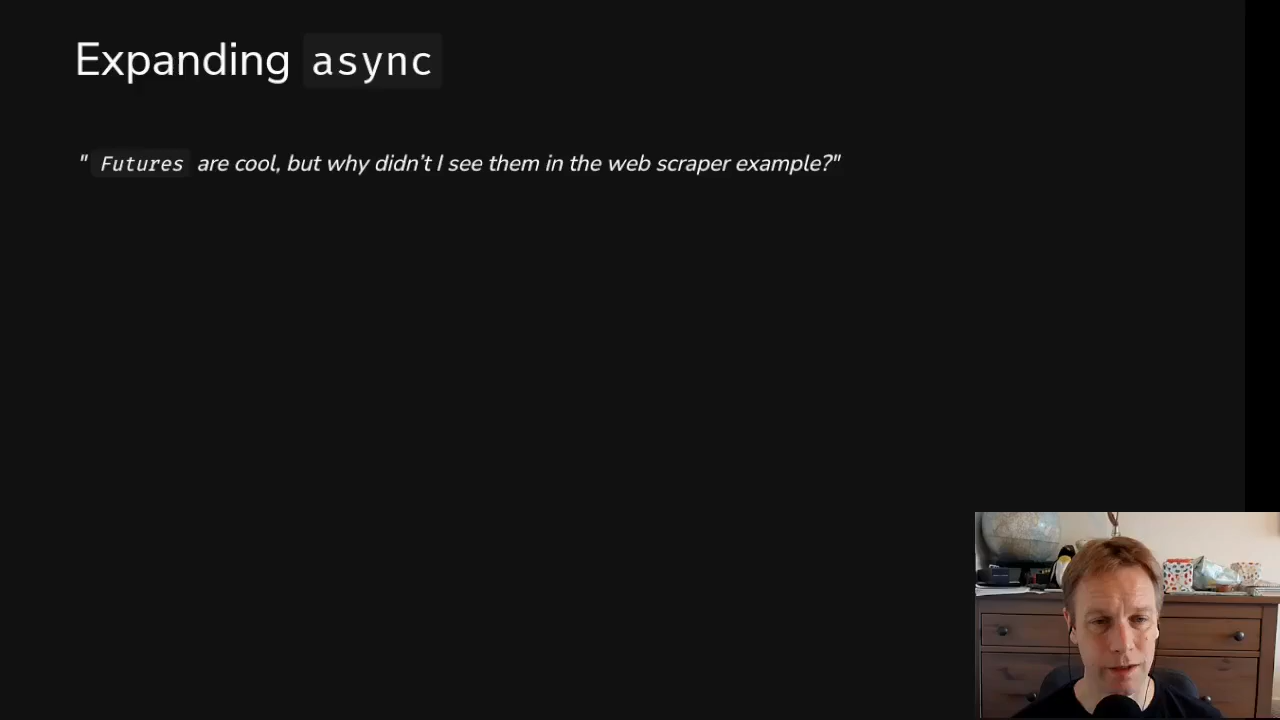 Expanding async
" Futures are cool, but why didn't I see them in the web scraper example?"